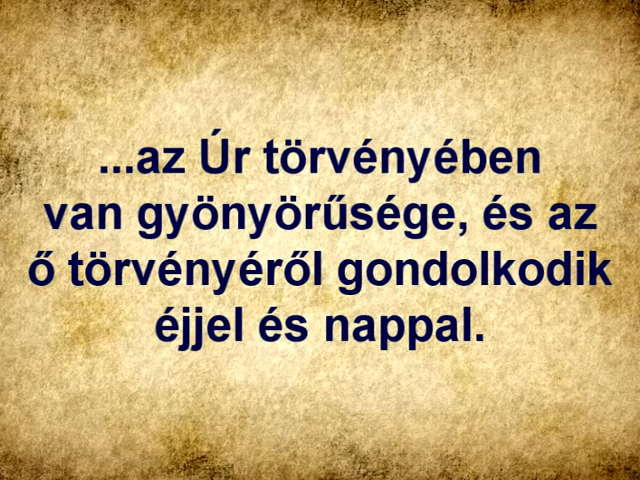 ...az Úr törvényében
van gyönyörűsége, és az
ő törvényéről gondolkodik
éjjel és nappal.